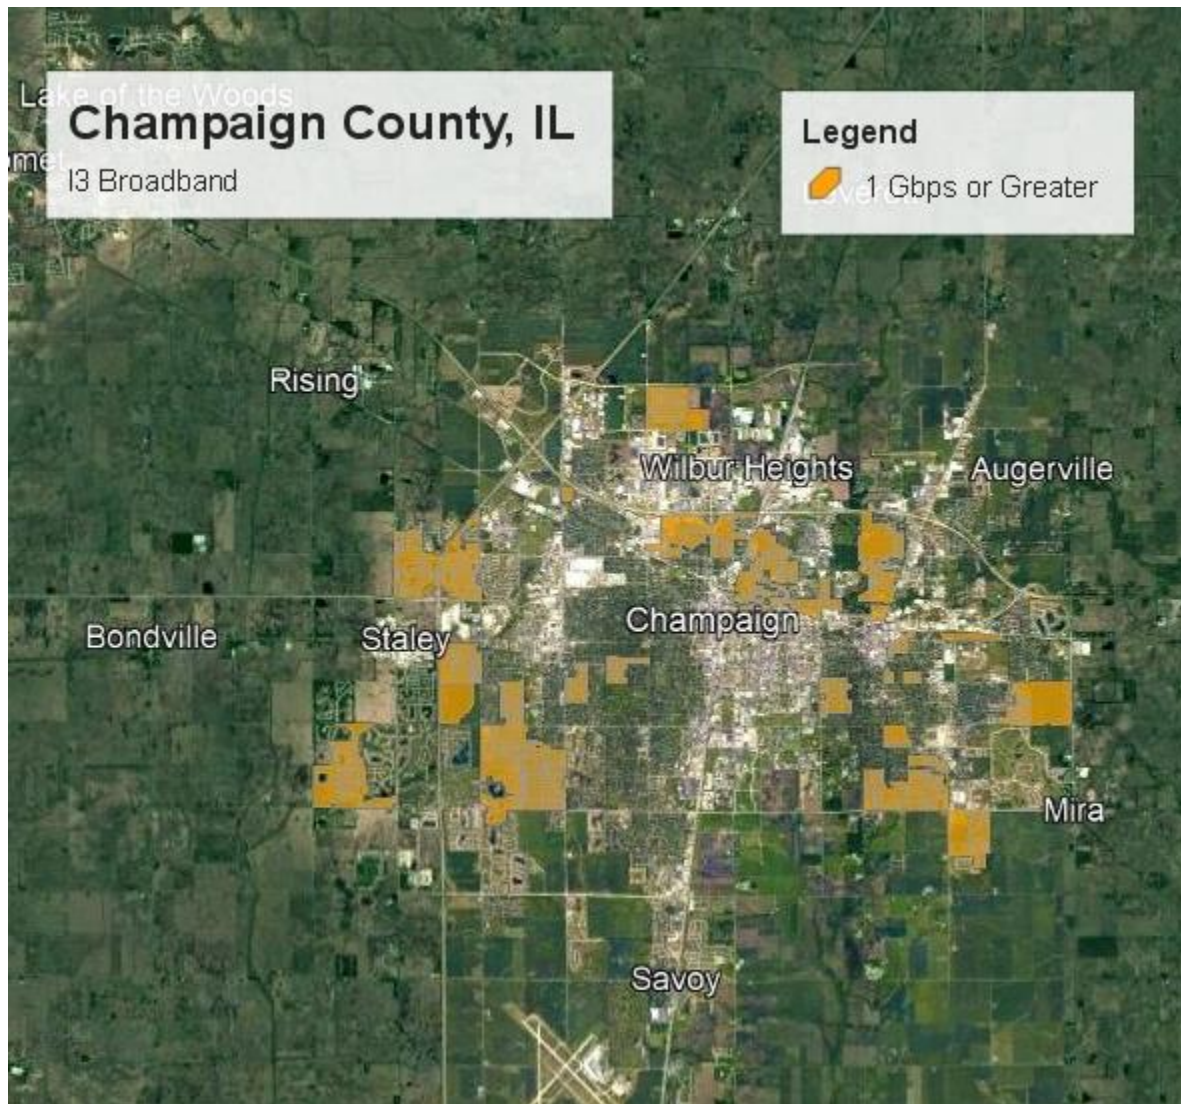 Lake of the Woods
Champaign County, IL
I3 Broadband
Legend
1 Gbps or Greater
Rising
Wilbur Heights
Augerville
Champaign
Bondville
Staley
Mira
Savoy